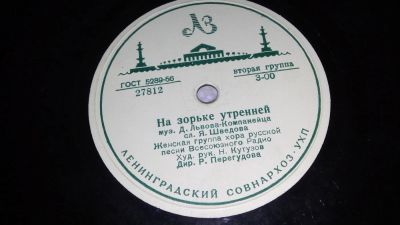 ЛЗ
ГОСТ 5289-56
27812
вторая группа
3-00
На зорьке утренней
муз. Д. Львова-Компанейца
сл. Я. Шведова
Женская группа хора русской
песни Всесоюзного Радио
Худ. рук. Н. Кутузов
Дир. Р. Перегудова
ЛЕНИНГРАДСКИЙ СОВНАРХОЗ. УХП